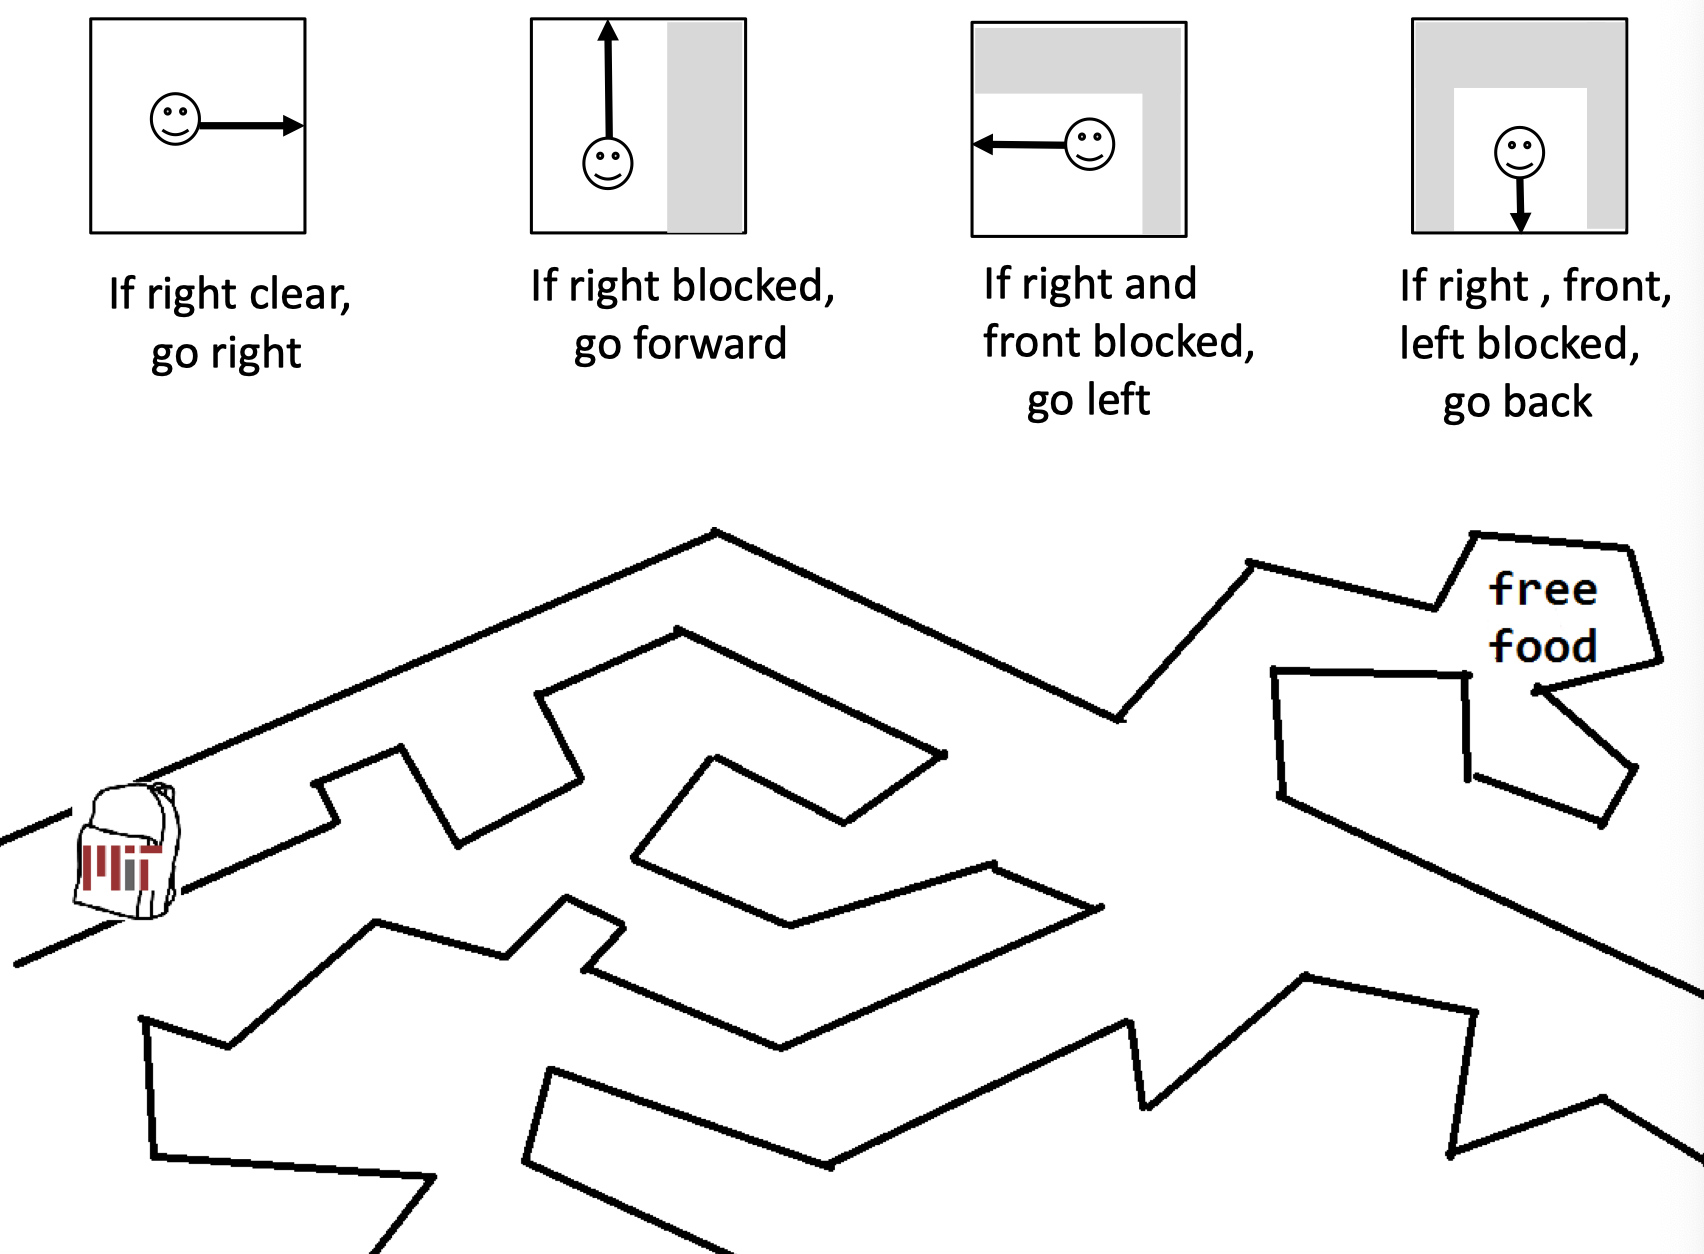 If right clear,
go right
If right blocked,
go forward
If right and
front blocked,
go left
If right , front,
left blocked,
go back
free
food
MIT